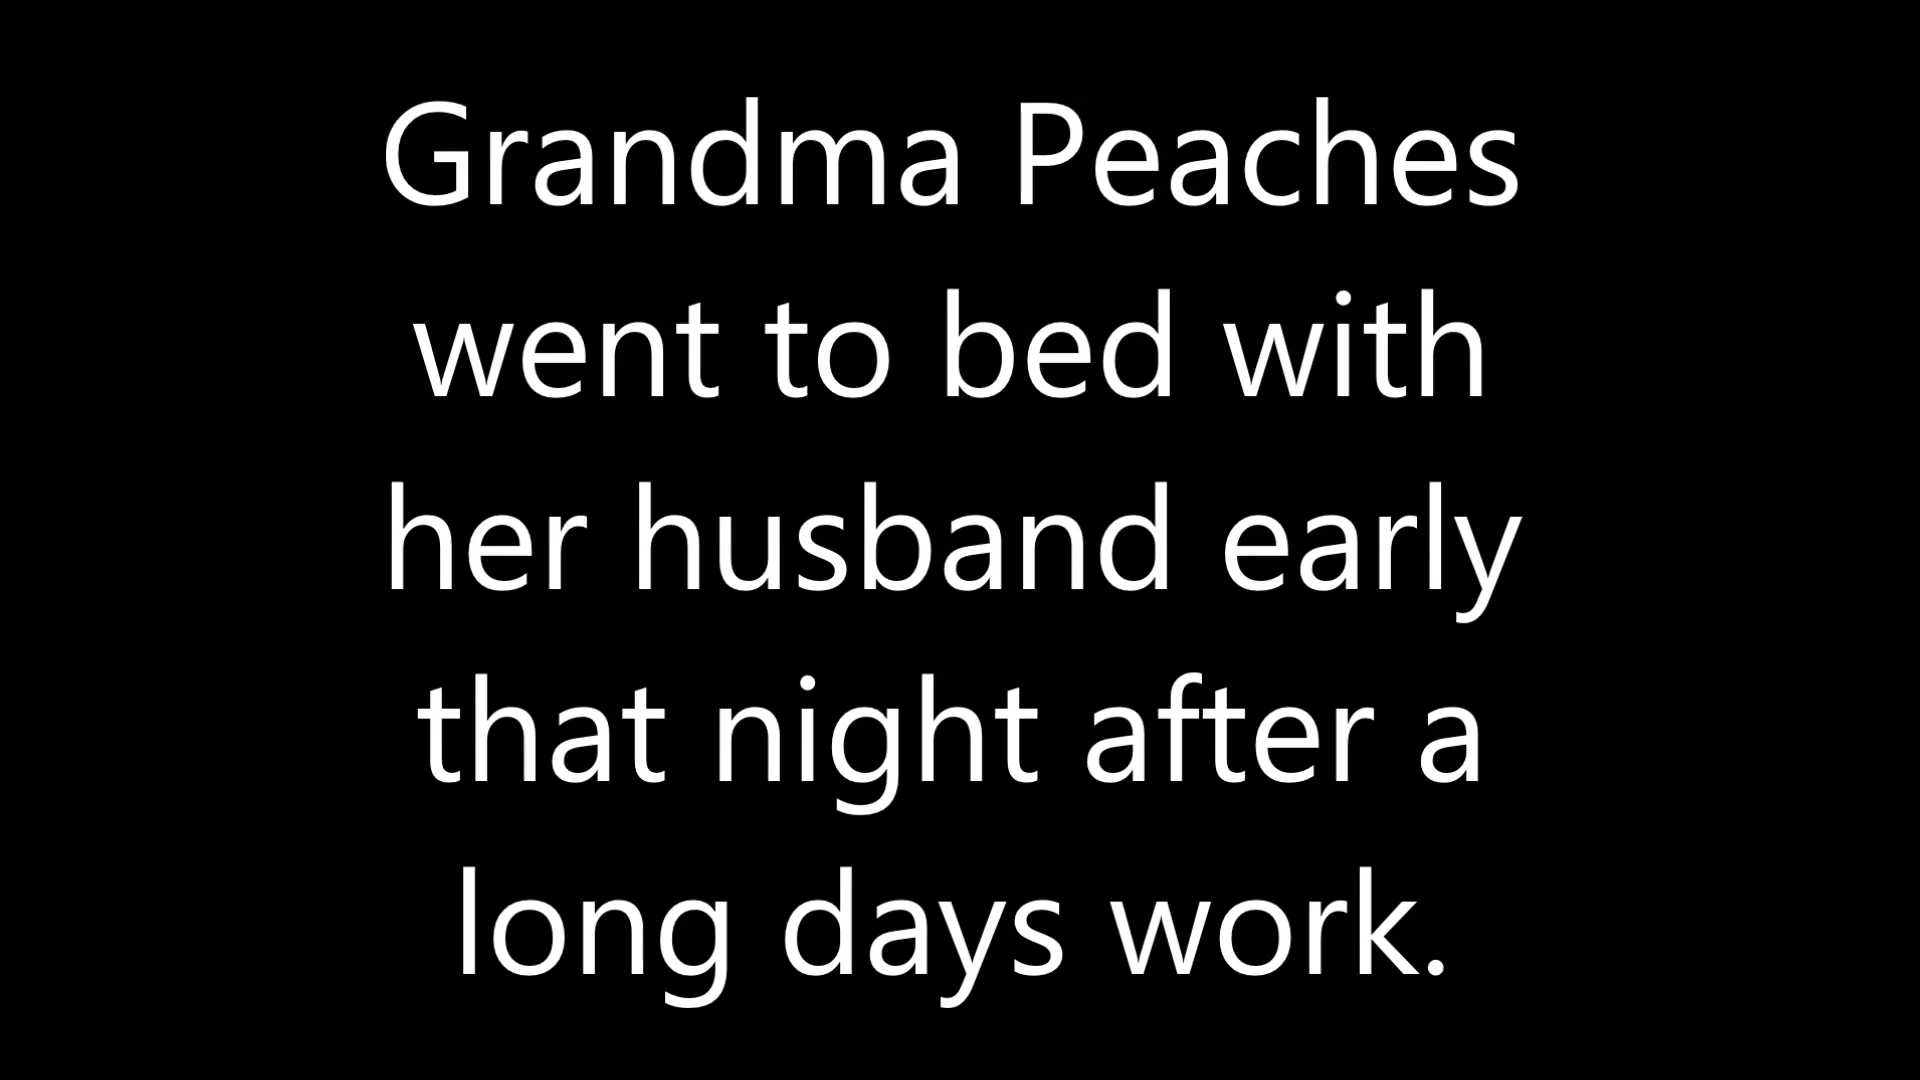 Grandma Peaches
went to bed with
her husband early
that night after a
long days work.